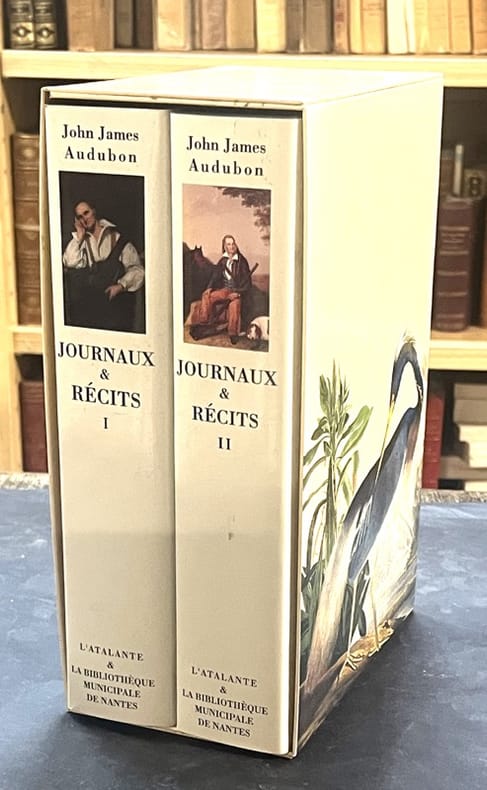 John James
Audubon
JOURNAUX
&
RÉCITS
I
L'ATALANTE
&
LA BIBLIOTHÈQUE
MUNICIPALE
DE NANTES
John James
Audubon
JOURNAUX
&
RÉCITS
II
L'ATALANTE
&
LA BIBLIOTHÈQUE
MUNICIPALE
DE NANTES